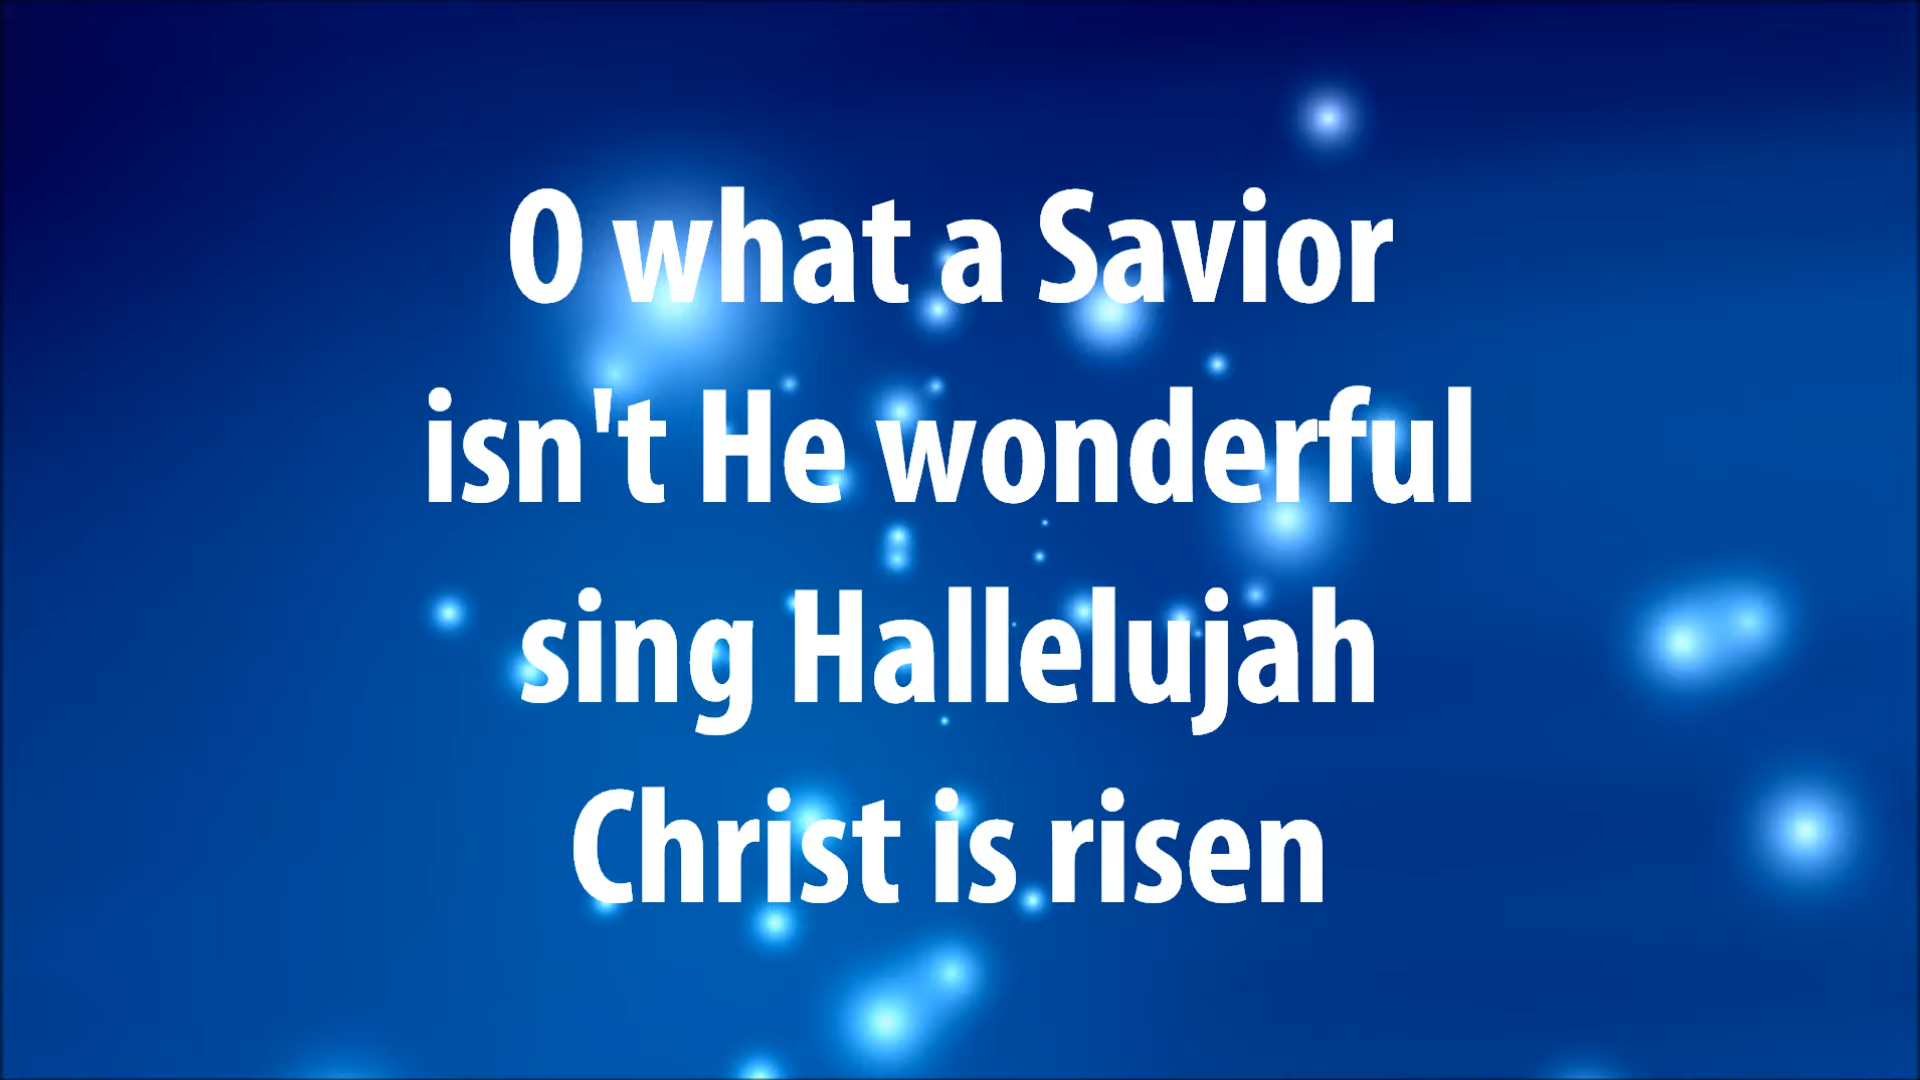 O what a Savior
isn't He wonderful
sing Hallelujah
Christ is risen